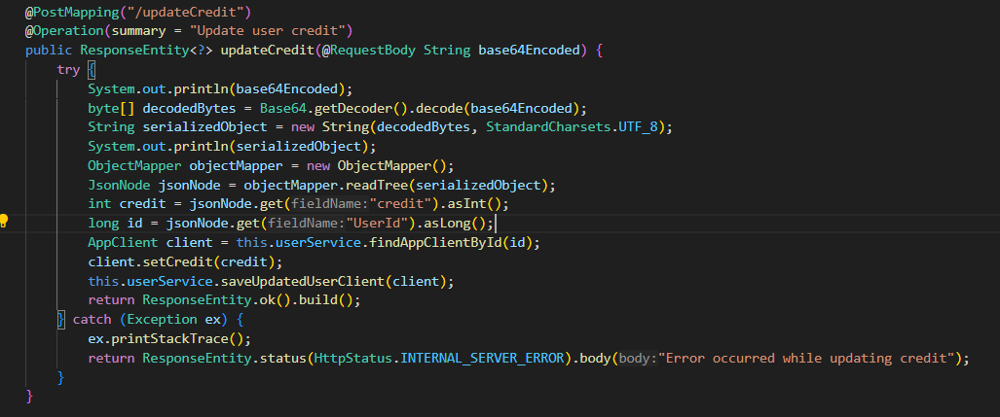 @PostMapping("/updateCredit")
@Operation(summary = "Update user credit")
public ResponseEntity<?> updateCredit(@RequestBody String base64Encoded) {
try {
System.out.println(base64Encoded);
byte[] decodedBytes = Base64.getDecoder().decode(base64Encoded);
String serializedObject = new String(decodedBytes, StandardCharsets.UTF_8);
System.out.println(serializedObject);
ObjectMapper objectMapper = new ObjectMapper();
JsonNode jsonNode = objectMapper.readTree(serializedObject);
int credit = jsonNode.get(fieldName:"credit").asInt();
long id = jsonNode.get(fieldName:"UserId").asLong();
AppClient client = this.userService.findAppClientById(id);
client.setCredit(credit);
this.userService.saveUpdatedUserClient(client);
return ResponseEntity.ok().build();
} catch (Exception ex) {
ex.printStackTrace();
return ResponseEntity.status(HttpStatus.INTERNAL_SERVER_ERROR).body(body:"Error occurred while updating credit");
}
}